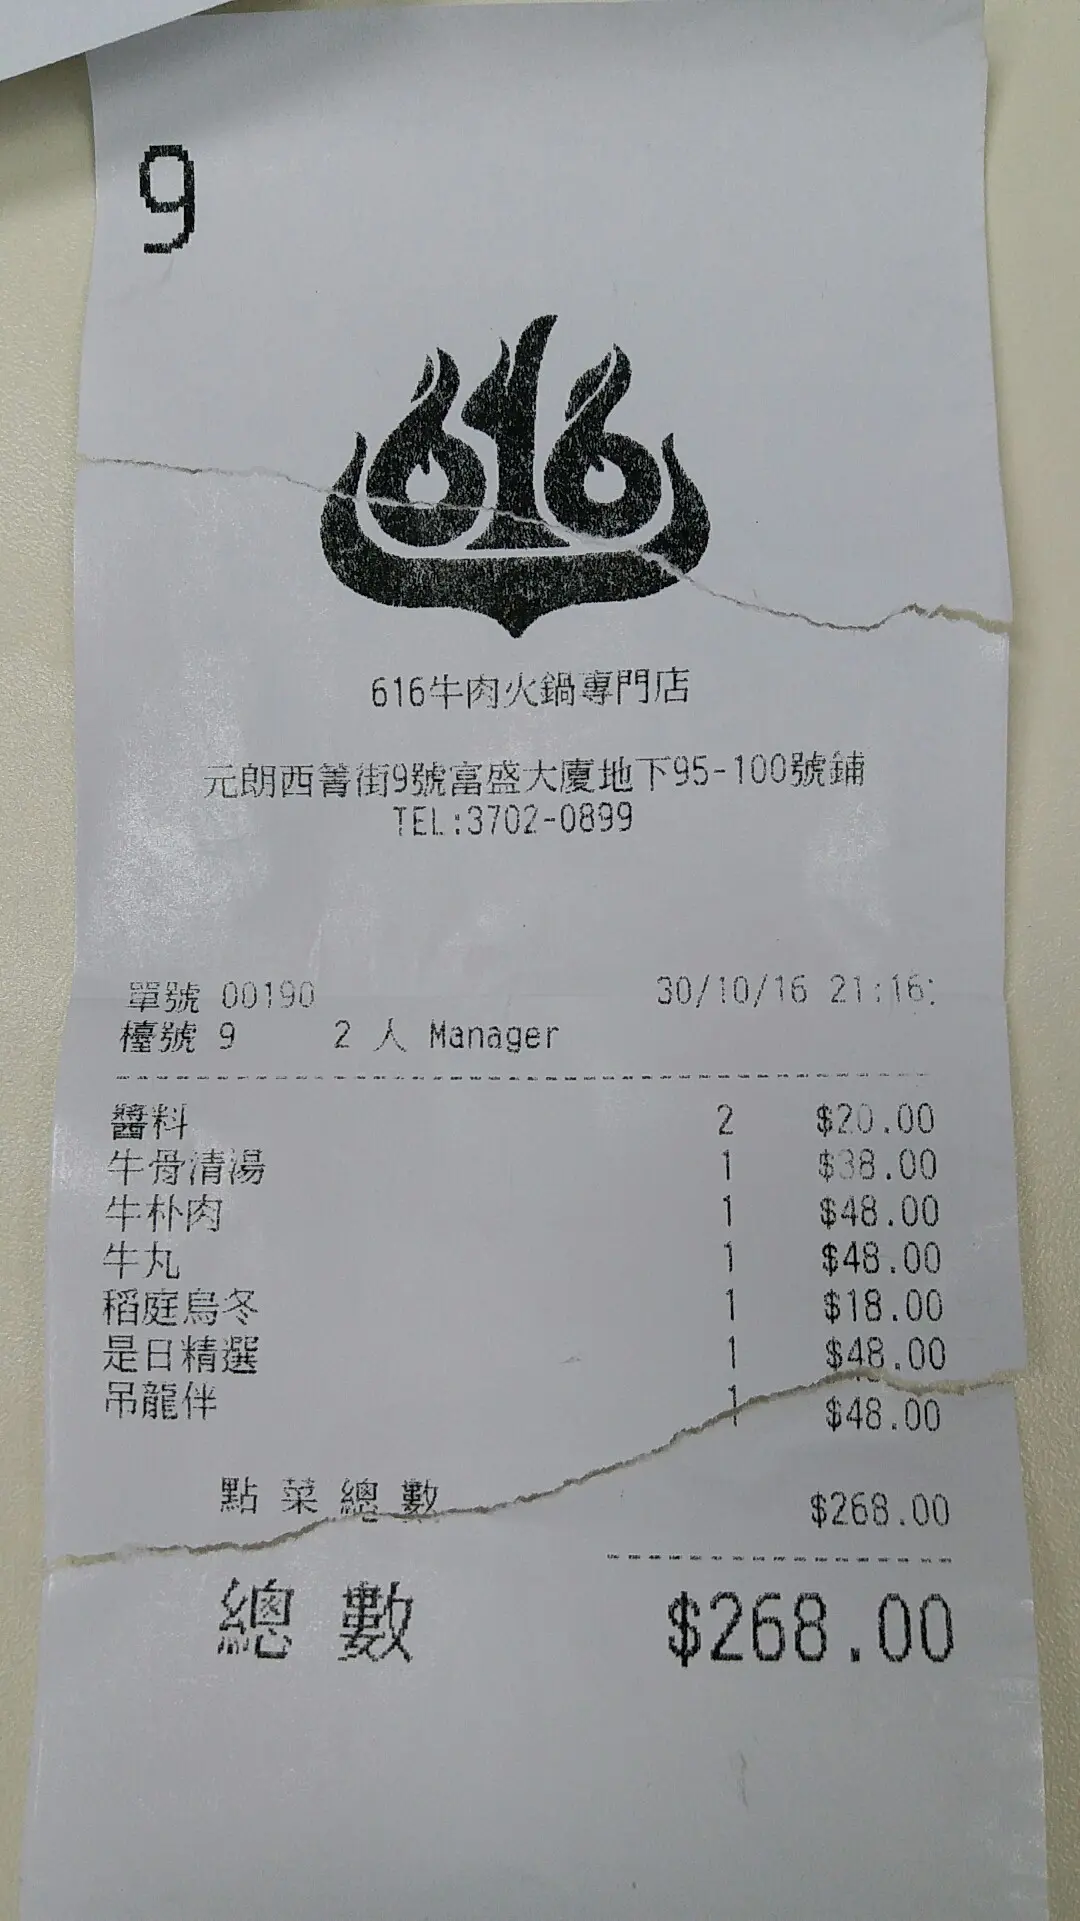 9
616
616牛肉火鍋專門店
元朗西菁街9號富盛大廈地下95-100號鋪
TEL:3702-0899
單號 00190 30/10/16 21:16:
檯號 9 2 人 Manager
醬料 2 $20.00
牛骨清湯 1 $38.00
牛朴肉 1 $48.00
牛丸 1 $48.00
稻庭烏冬 1 $18.00
是日精選 1 $48.00
吊龍伴 1 $48.00
點菜總數 $268.00
總數 $268.00